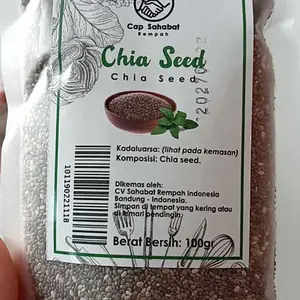 Cap Sahabat
Rempah
Chia Seed
Chia Seed
Kadaluarsa: (lihat pada kemasan)
Komposisi: Chia seed.
Dikemas oleh:
CV Sahabat Rempah Indonesia
Bandung - Indonesia.
Simpan di tempat yang kering atau
di lemari pendingin.
Berat Bersih: 100gr
101190221118